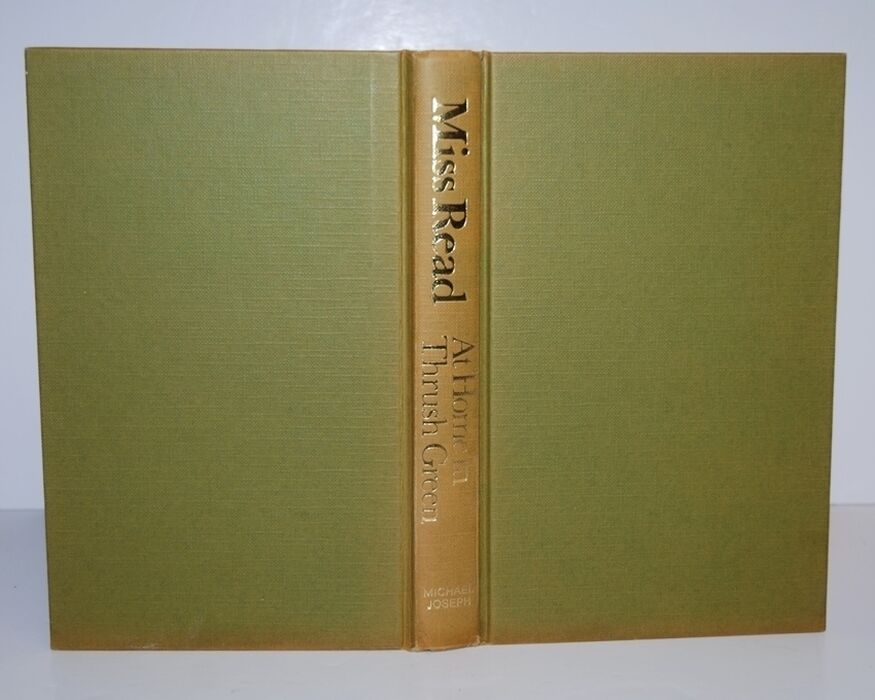 Miss Read
At Home In
Thrush Green
MICHAEL
JOSEPH